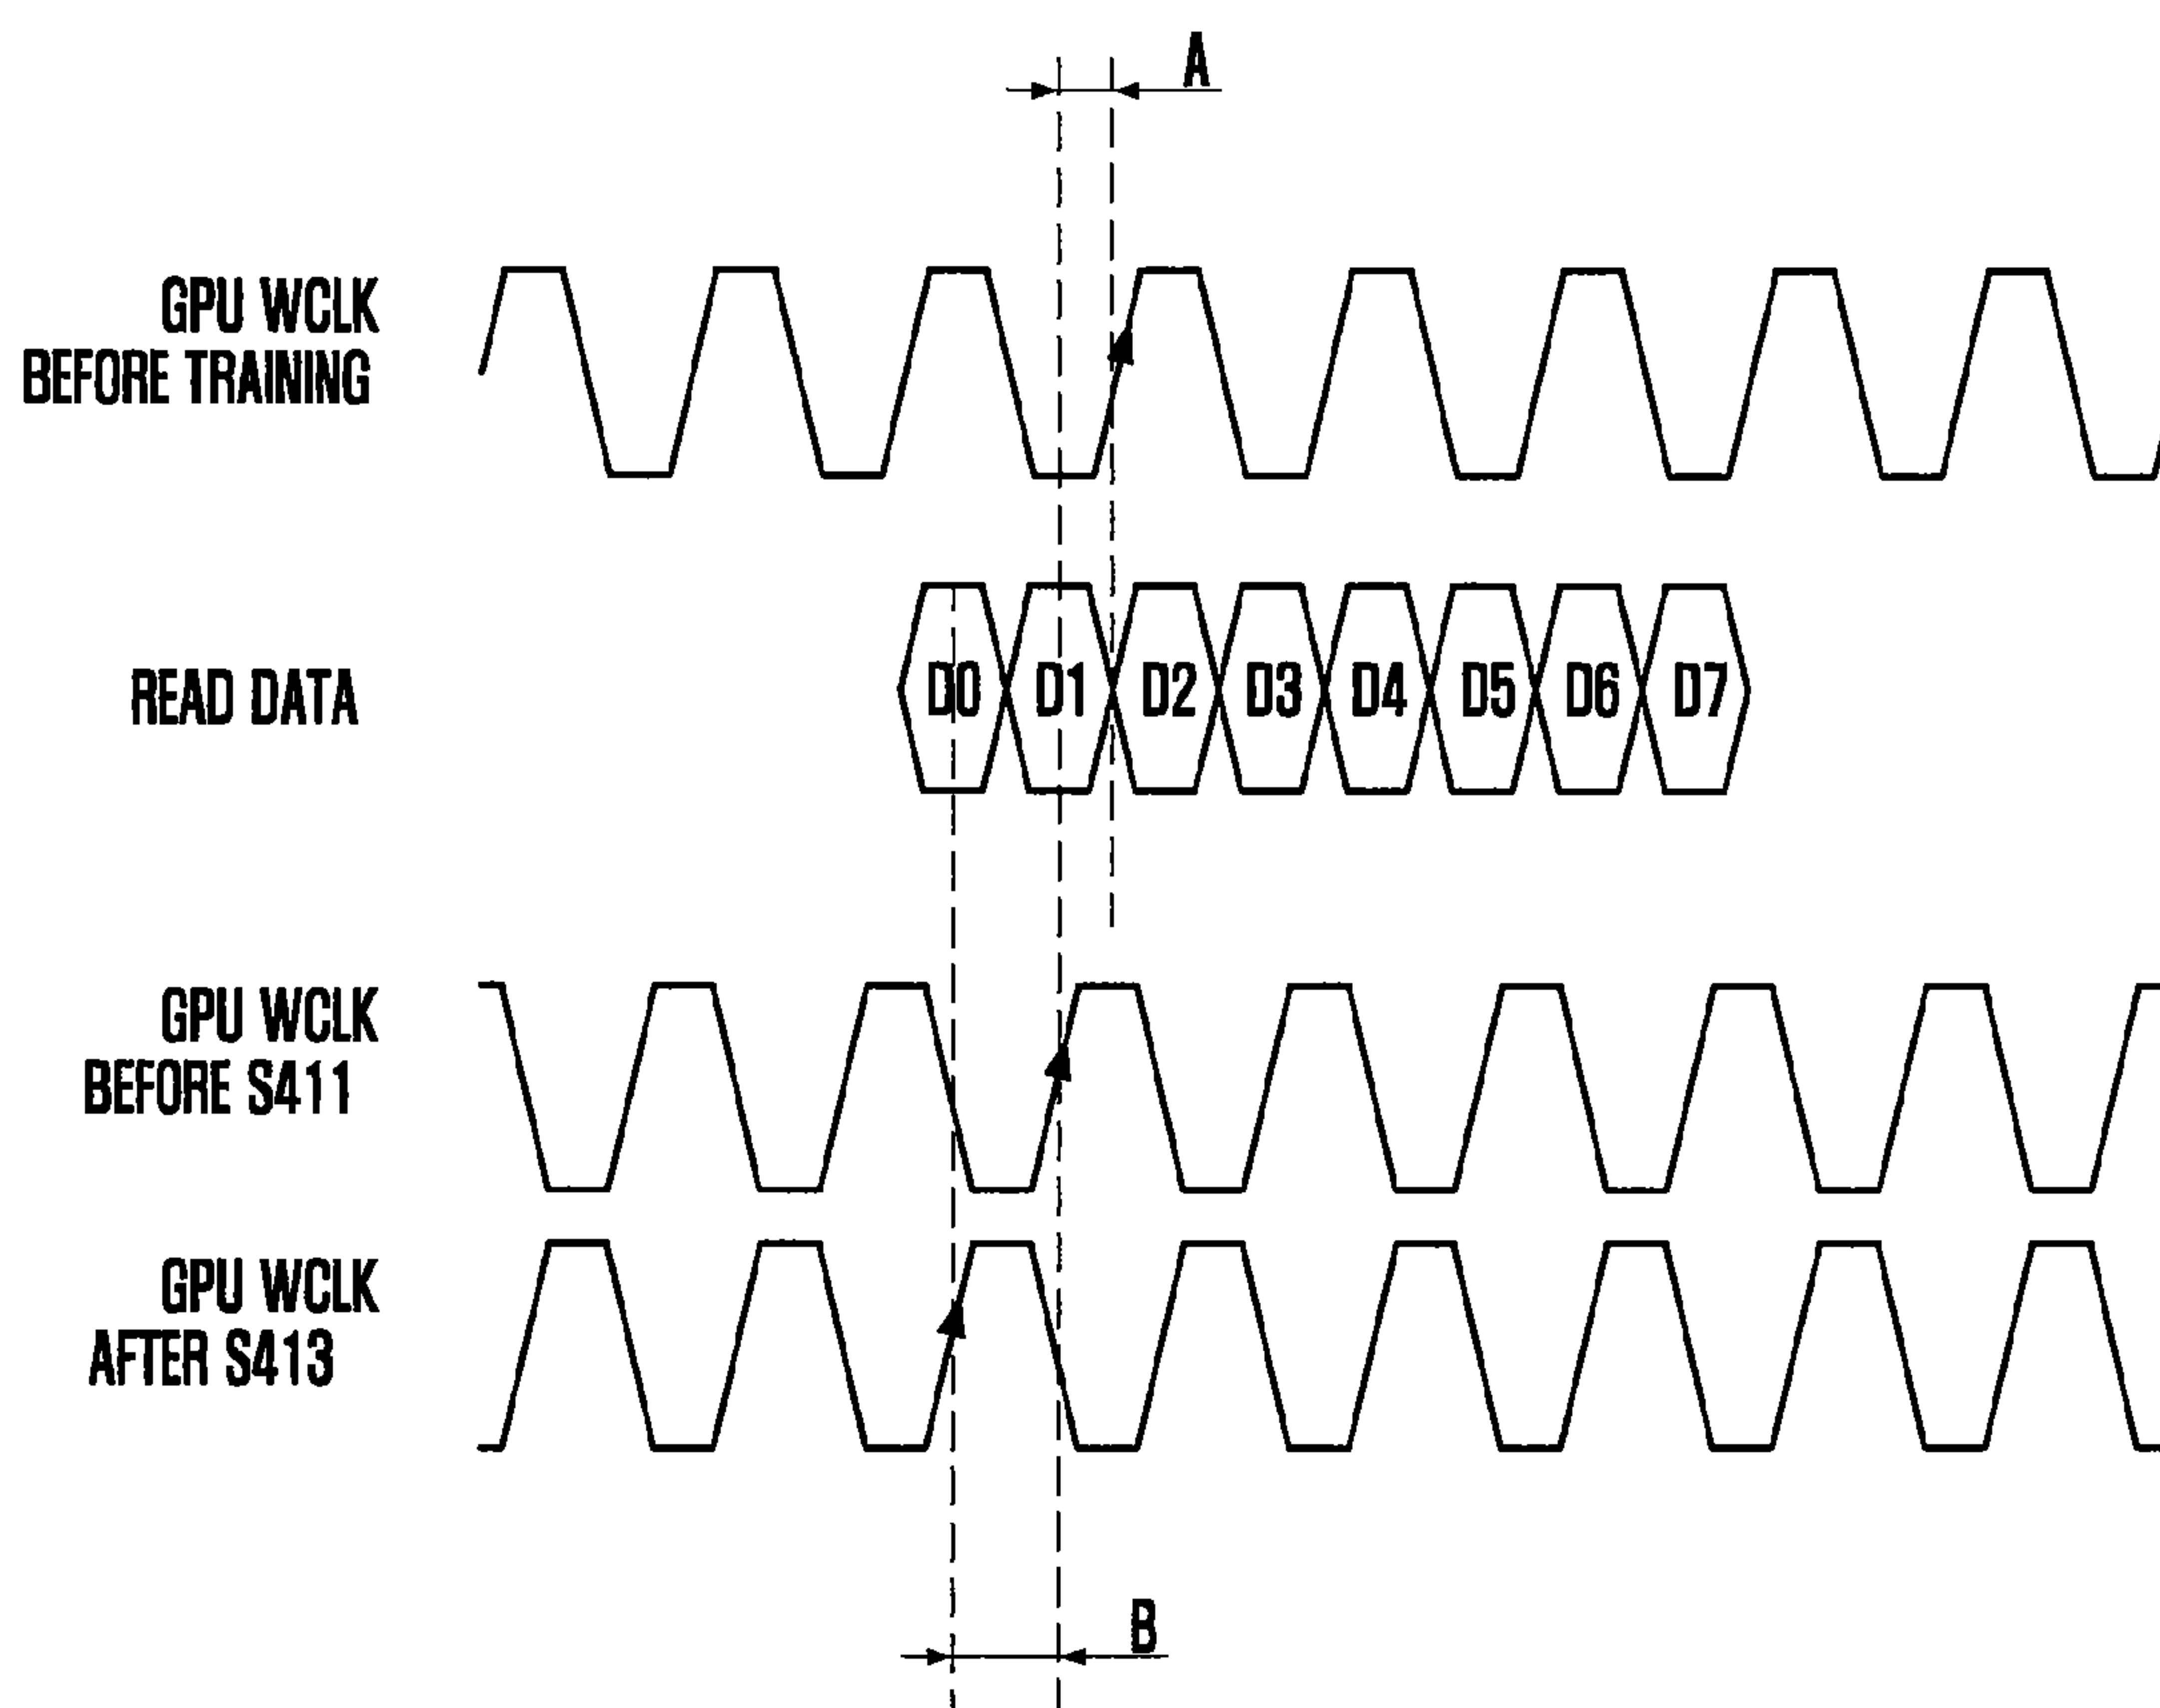 A
GPU WCLK
BEFORE TRAINING
READ DATA
D0 D1 D2 D3 D4 D5 D6 D7
GPU WCLK
BEFORE S411
GPU WCLK
AFTER S413
B